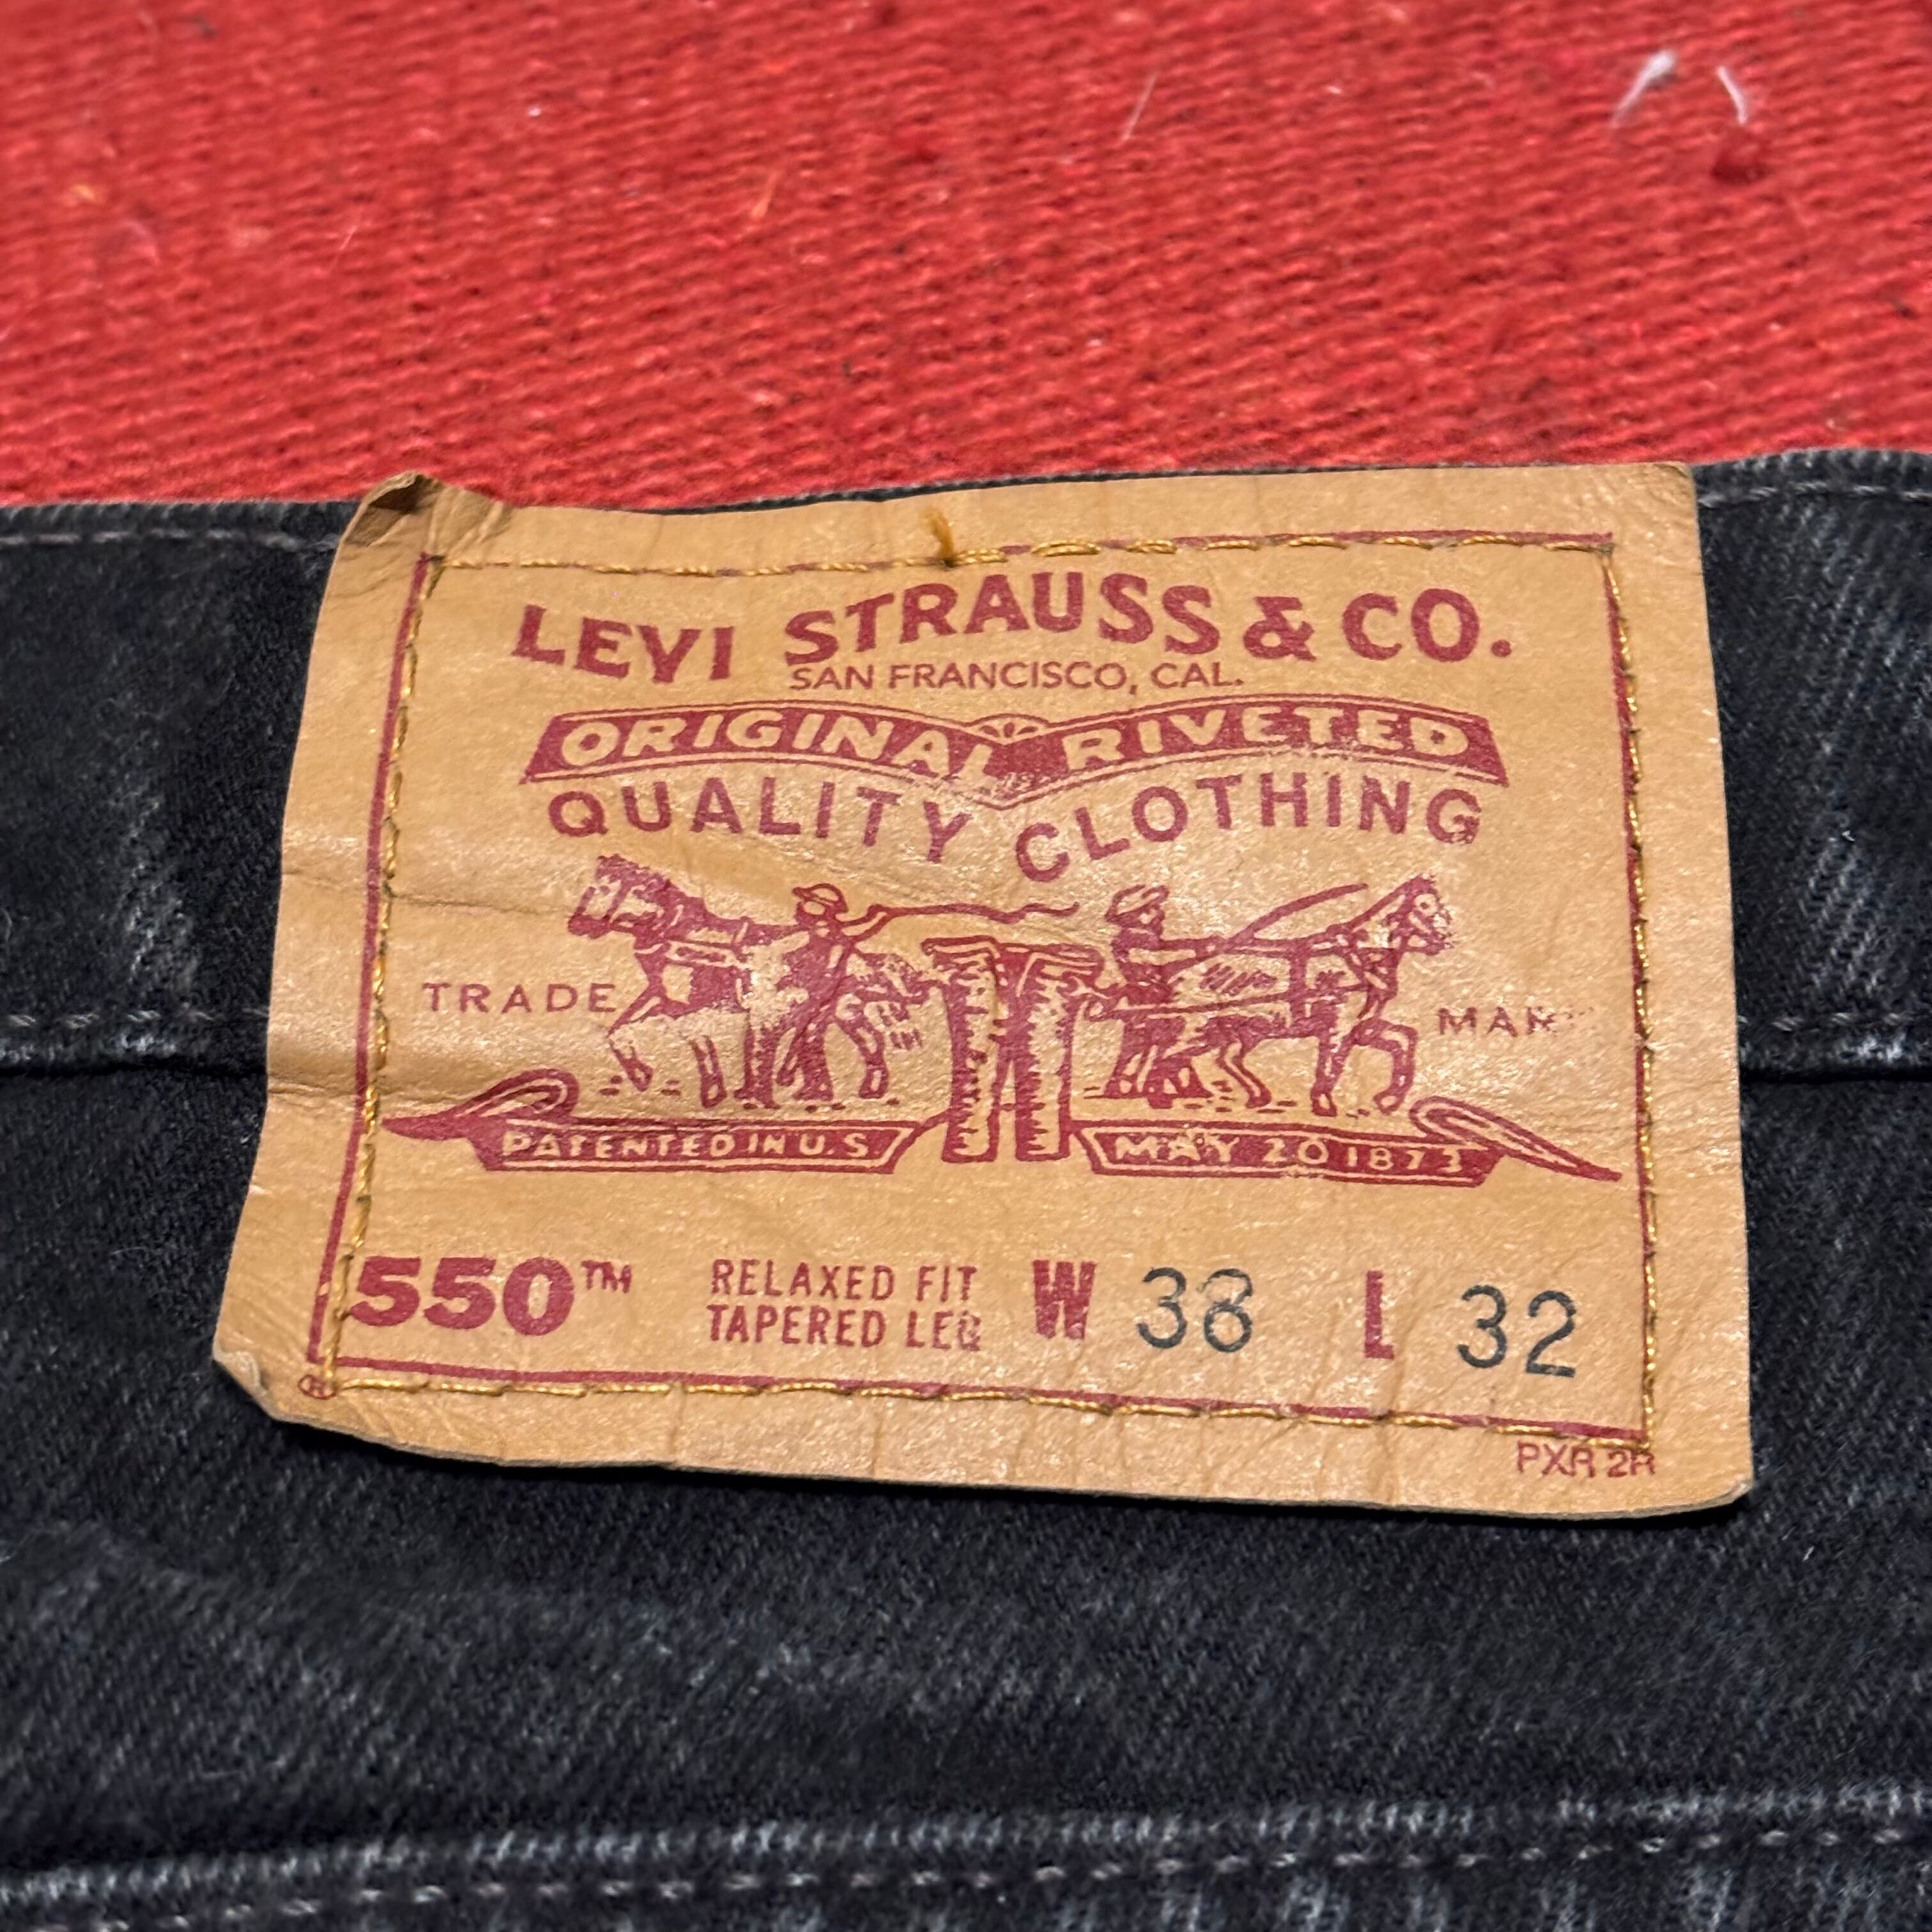 LEVI STRAUSS & CO.
SAN FRANCISCO, CAL.
ORIGINAL RIVETED
QUALITY CLOTHING
TRADE MARK
PATENTED IN U.S
MAY 20 1873
550™ RELAXED FIT W 38 L 32
TAPERED LEG
®
PXR 2R